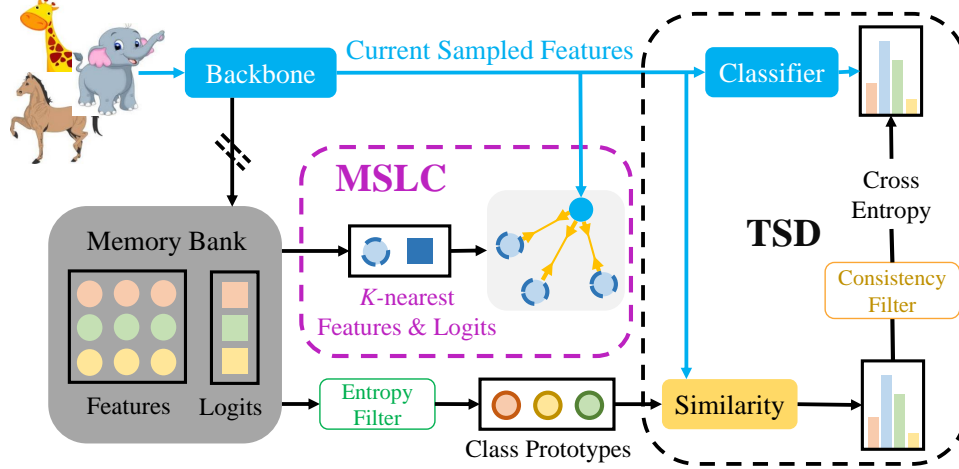 Current Sampled Features
Backbone
Classifier
MSLC
Cross
Entropy
TSD
Memory Bank
K-nearest
Features & Logits
Consistency
Filter
Features
Logits
Entropy
Filter
Similarity
Class Prototypes